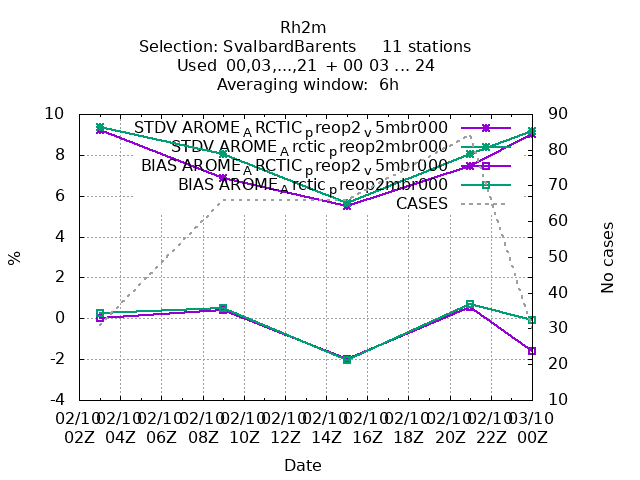 Rh2m
Selection: SvalbardBarents 11 stations
Used 00,03,...,21 + 00 03 ... 24
Averaging window: 6h
10
8
6
4
2
0
-2
-4
%
STDV AROME_ARCTIC_preop2_v5mbr000
STDV AROME_Arctic_preop2mbr000
BIAS AROME_ARCTIC_preop2_v5mbr000
BIAS AROME_Arctic_preop2mbr000
CASES
90
80
70
60
50
40
30
20
10
No cases
02/10 02/10 02/10 02/10 02/10 02/10 02/10 02/10 02/10 02/10 02/10 03/10
02Z 04Z 06Z 08Z 10Z 12Z 14Z 16Z 18Z 20Z 22Z 00Z
Date